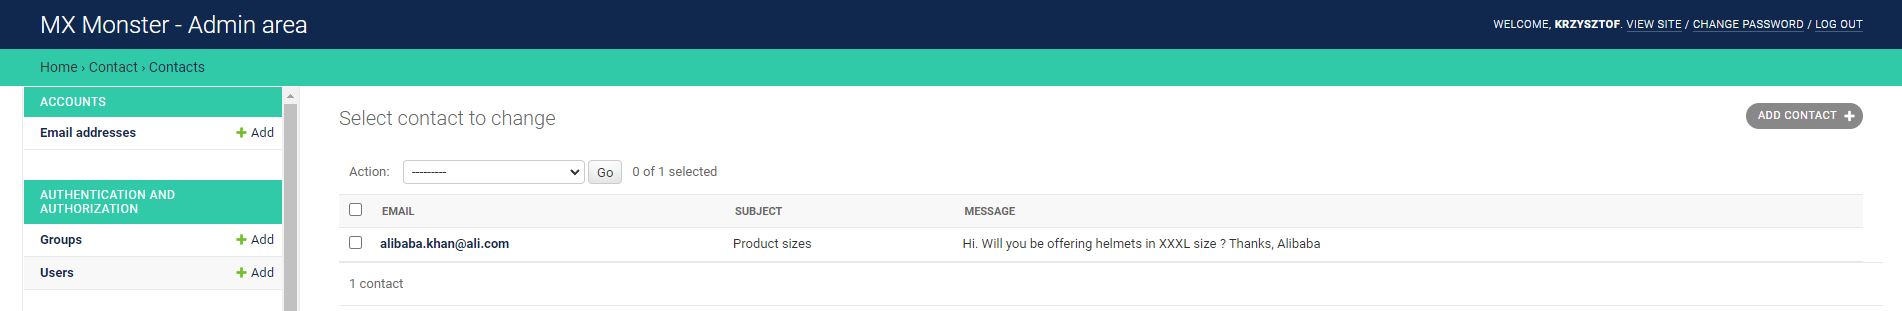 MX Monster - Admin area
WELCOME, KRZYSZTOF. VIEW SITE / CHANGE PASSWORD / LOG OUT
Home › Contact › Contacts
ACCOUNTS
Email addresses + Add
AUTHENTICATION AND
AUTHORIZATION
Groups + Add
Users + Add
Select contact to change
ADD CONTACT +
Action: --------- Go 0 of 1 selected
EMAIL SUBJECT MESSAGE
alibaba.khan@ali.com Product sizes Hi. Will you be offering helmets in XXXL size ? Thanks, Alibaba
1 contact